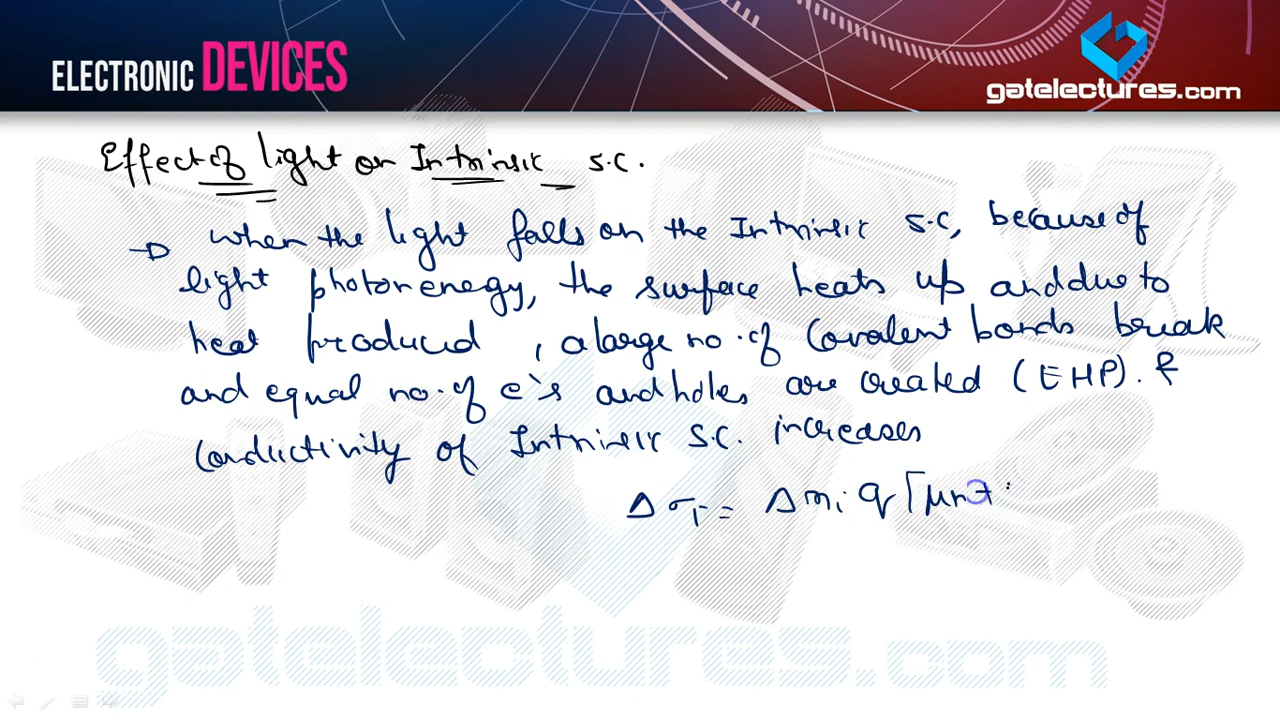 ELECTRONIC DEVICES
gatelectures.com
Effect of light on Intrinsic s.c.
→ when the light falls on the Intrinsic s.c, because of
light photon energy, the surface heats up and due to
heat produced, a large no. of Covalent bonds break
and equal no. of e's and holes are created (EHP). &
Conductivity of Intrinsic s.c. increases
Δσi = Δni q [μn +
gatelectures.com